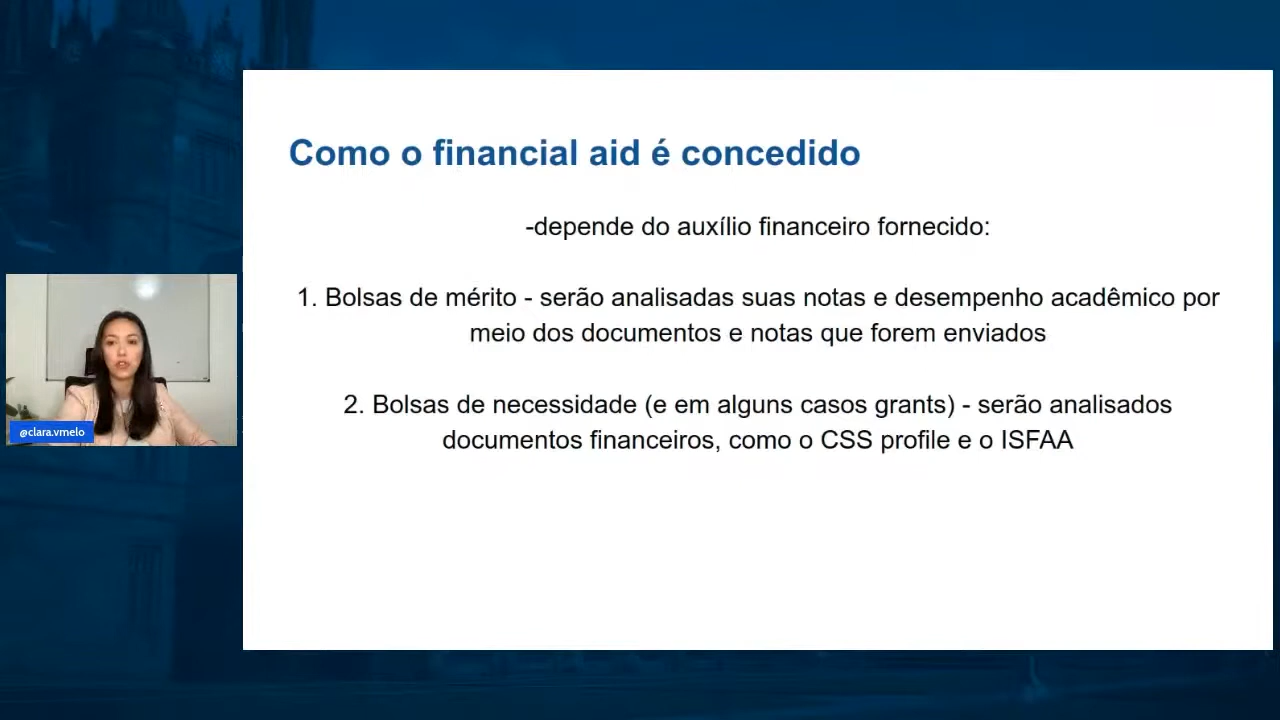 Como o financial aid é concedido
-depende do auxílio financeiro fornecido:
1. Bolsas de mérito - serão analisadas suas notas e desempenho acadêmico por
meio dos documentos e notas que forem enviados
2. Bolsas de necessidade (e em alguns casos grants) - serão analisados
documentos financeiros, como o CSS profile e o ISFAA
@clara.vmelo